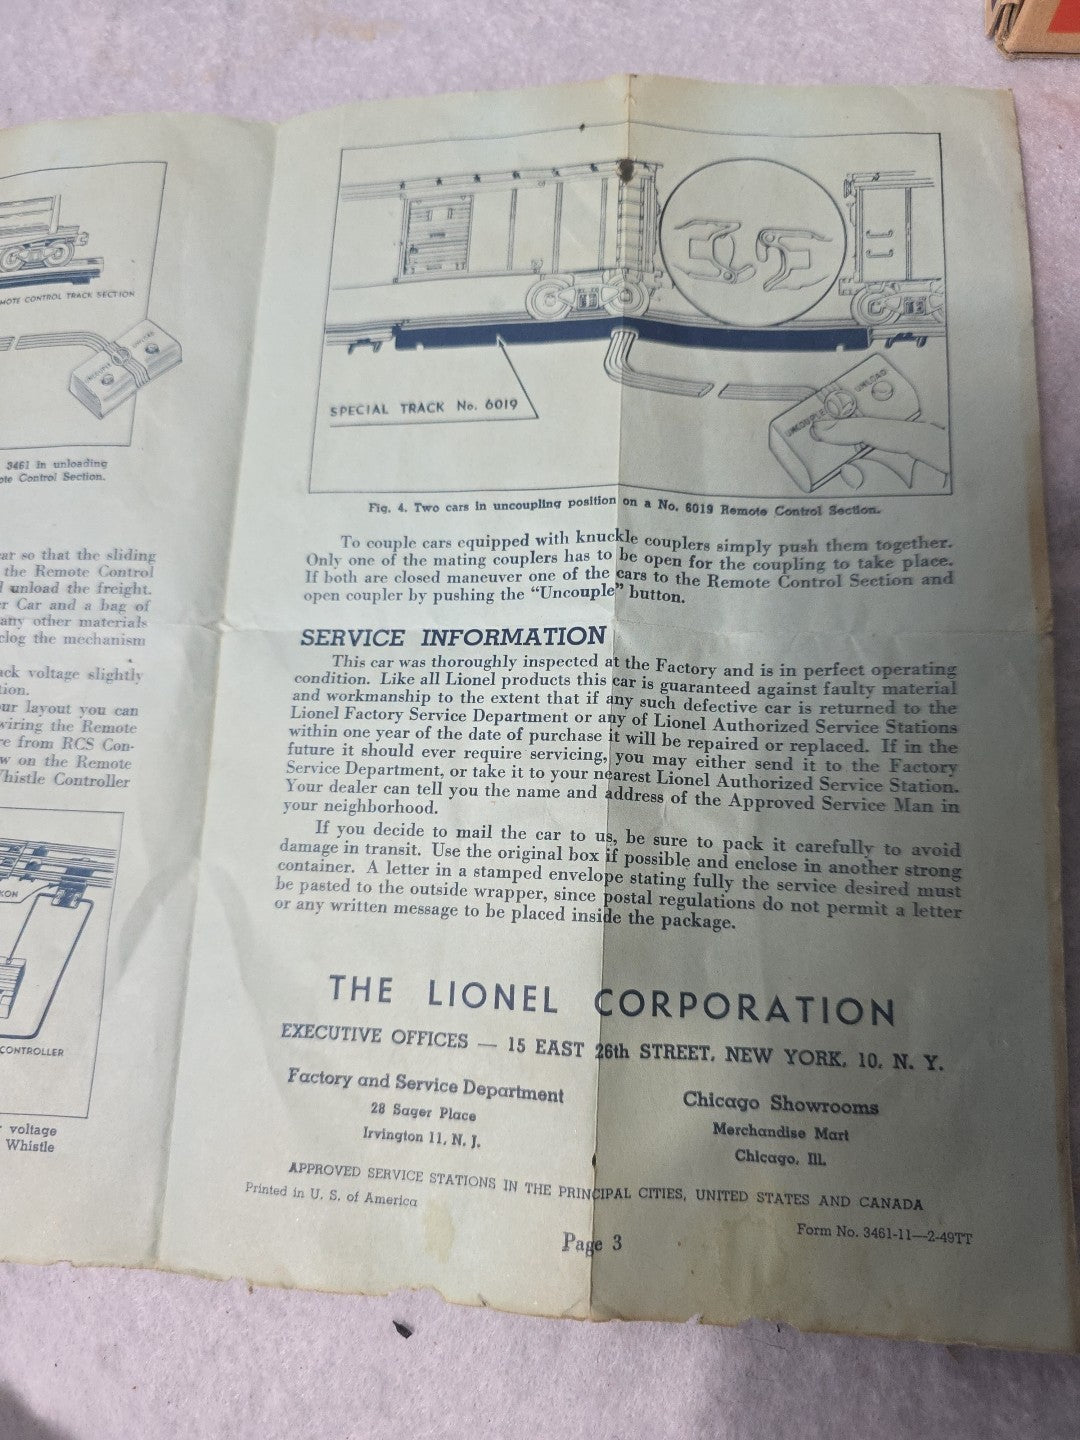 MOTE CONTROL TRACK SECTION
UNCOUPLE
3461 in unloading
ote Control Section.
ar so that the sliding
the Remote Control
unload the freight.
r Car and a bag of
any other materials
clog the mechanism
ack voltage slightly
tion.
ur layout you can
wiring the Remote
re from RCS Con-
w on the Remote
Whistle Controller
KON
CONTROLLER
voltage
Whistle
SPECIAL TRACK No. 6019
UNCOUPLE
UNLOAD
Fig. 4. Two cars in uncoupling position on a No. 6019 Remote Control Section.
To couple cars equipped with knuckle couplers simply push them together.
Only one of the mating couplers has to be open for the coupling to take place.
If both are closed maneuver one of the cars to the Remote Control Section and
open coupler by pushing the “Uncouple” button.
SERVICE INFORMATION
This car was thoroughly inspected at the Factory and is in perfect operating
condition. Like all Lionel products this car is guaranteed against faulty material
and workmanship to the extent that if any such defective car is returned to the
Lionel Factory Service Department or any of Lionel Authorized Service Stations
within one year of the date of purchase it will be repaired or replaced. If in the
future it should ever require servicing, you may either send it to the Factory
Service Department, or take it to your nearest Lionel Authorized Service Station.
Your dealer can tell you the name and address of the Approved Service Man in
your neighborhood.
If you decide to mail the car to us, be sure to pack it carefully to avoid
damage in transit. Use the original box if possible and enclose in another strong
container. A letter in a stamped envelope stating fully the service desired must
be pasted to the outside wrapper, since postal regulations do not permit a letter
or any written message to be placed inside the package.
THE LIONEL CORPORATION
EXECUTIVE OFFICES — 15 EAST 26th STREET, NEW YORK, 10, N. Y.
Factory and Service Department
28 Sager Place
Irvington 11, N. J.
Chicago Showrooms
Merchandise Mart
Chicago, Ill.
APPROVED SERVICE STATIONS IN THE PRINCIPAL CITIES, UNITED STATES AND CANADA
Printed in U. S. of America
Form No. 3461-11—2-49TT
Page 3